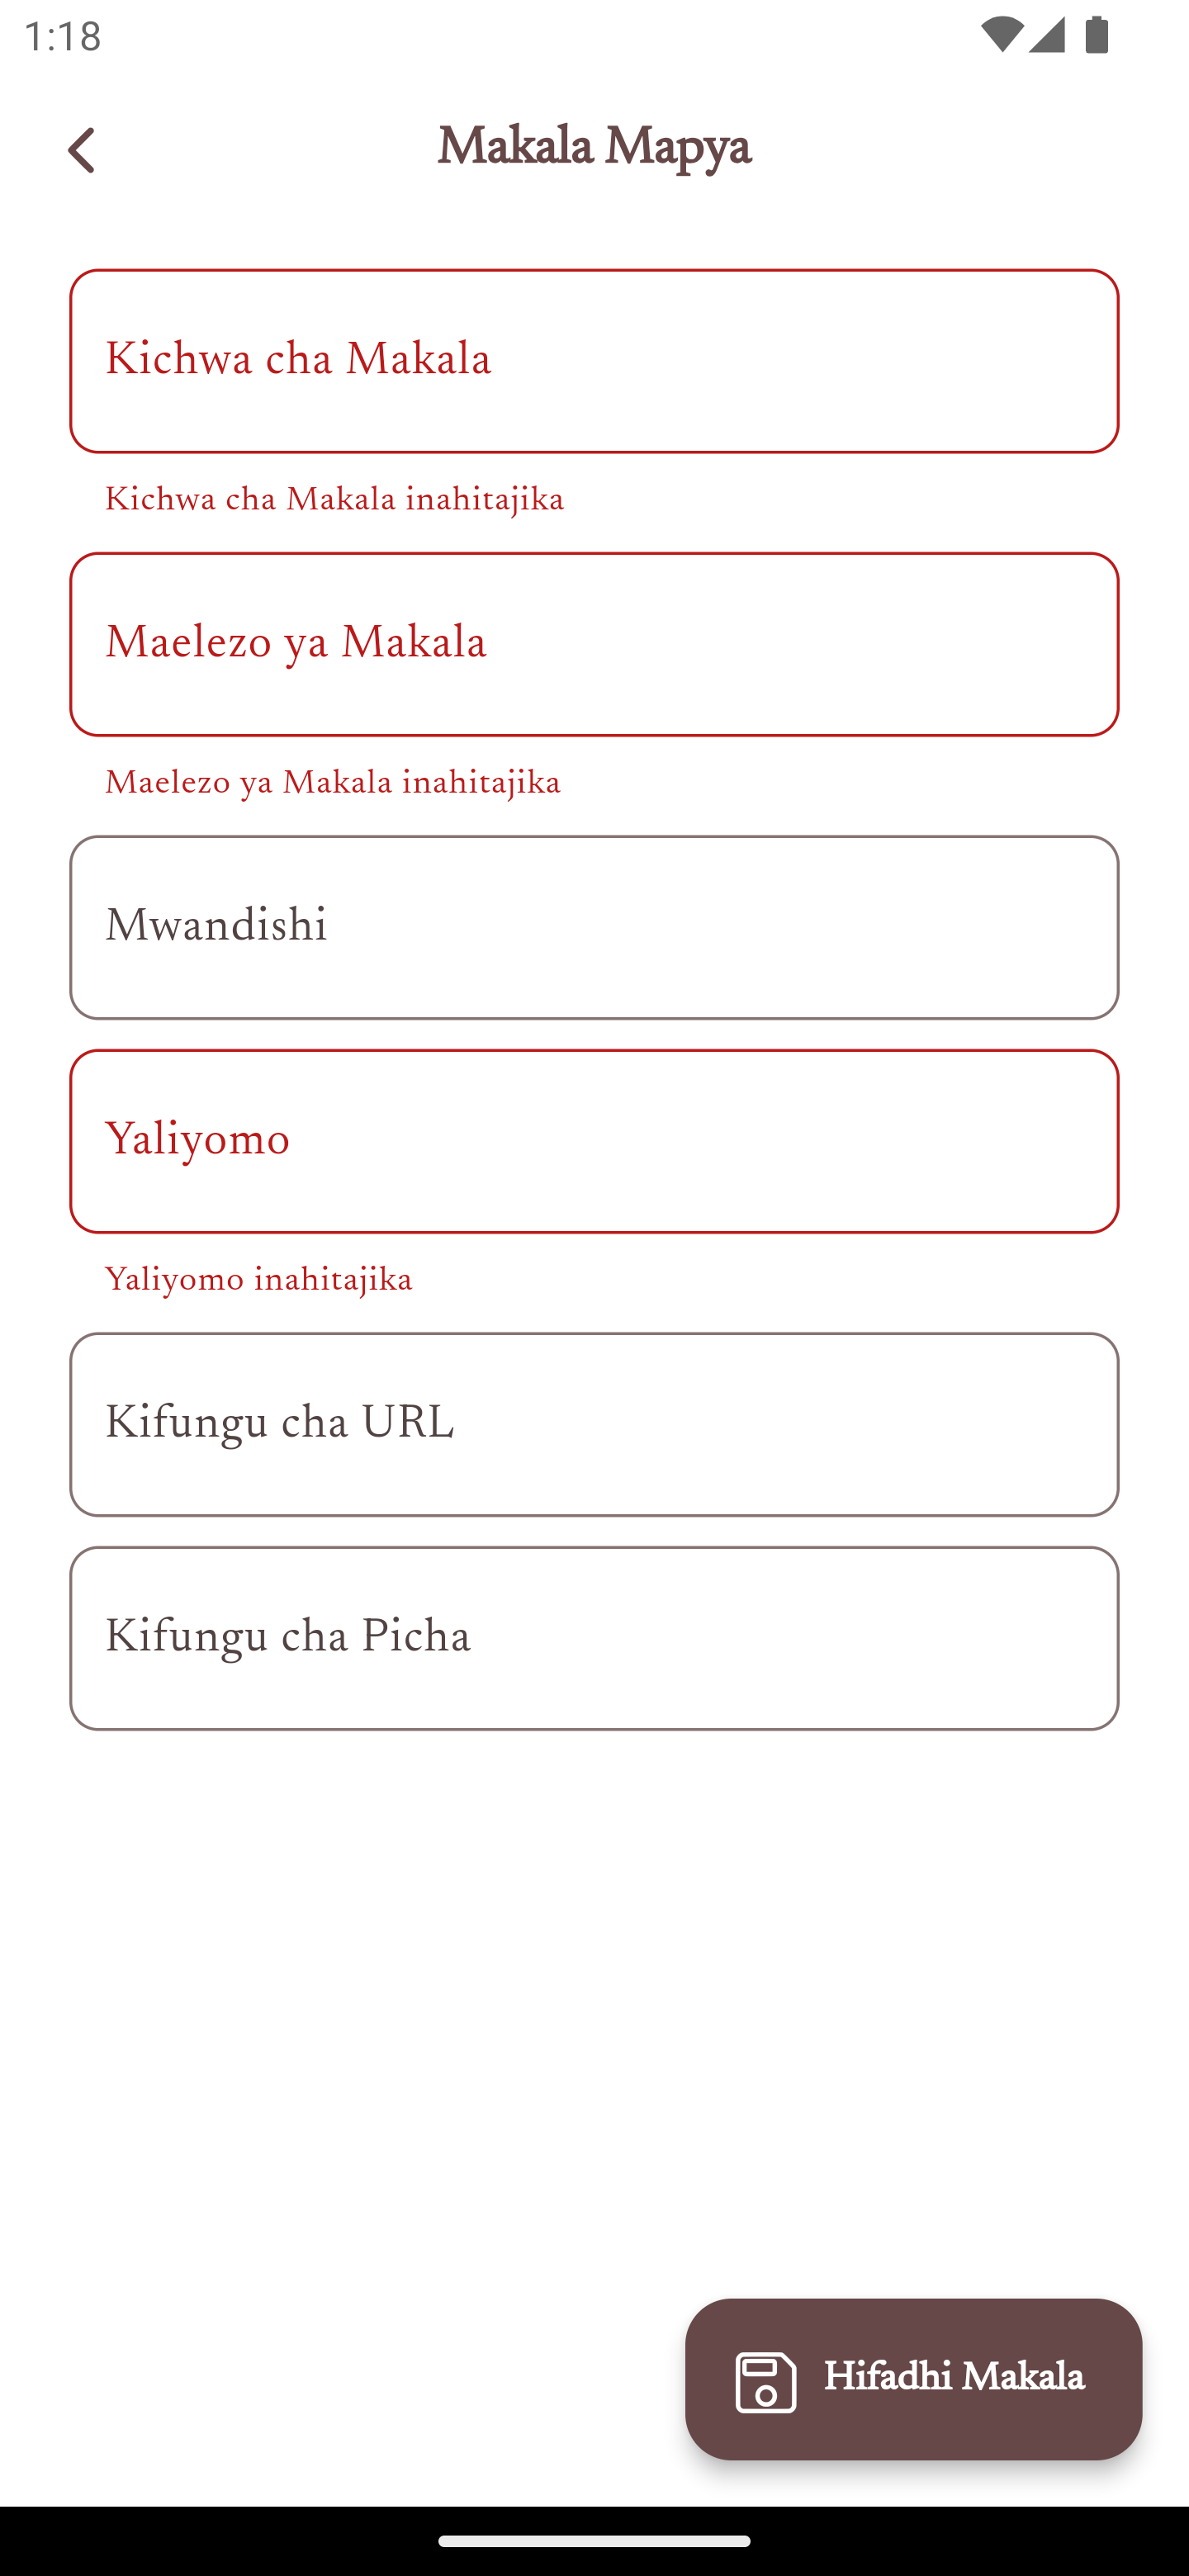 1:18
Makala Mapya
Kichwa cha Makala
Kichwa cha Makala inahitajika
Maelezo ya Makala
Maelezo ya Makala inahitajika
Mwandishi
Yaliyomo
Yaliyomo inahitajika
Kifungu cha URL
Kifungu cha Picha
Hifadhi Makala